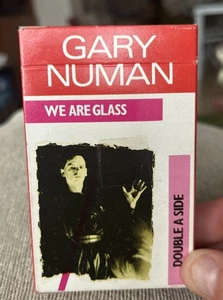 GARY
NUMAN
WE ARE GLASS
DOUBLE A SIDE